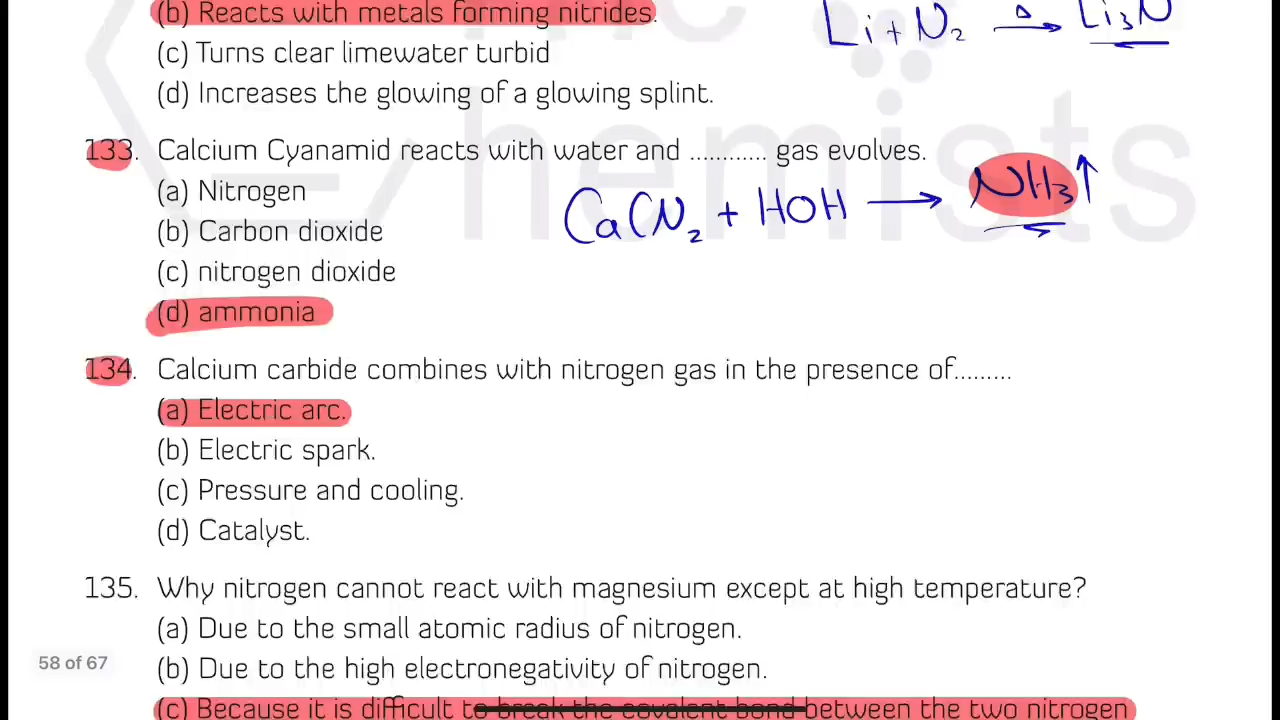 (b) Reacts with metals forming nitrides.
Li + N2 →Δ Li3N
(c) Turns clear limewater turbid
(d) Increases the glowing of a glowing splint.
133. Calcium Cyanamid reacts with water and ............ gas evolves.
(a) Nitrogen
CaCN2 + HOH → NH3↑
(b) Carbon dioxide
(c) nitrogen dioxide
(d) ammonia
134. Calcium carbide combines with nitrogen gas in the presence of.........
(a) Electric arc.
(b) Electric spark.
(c) Pressure and cooling.
(d) Catalyst.
135. Why nitrogen cannot react with magnesium except at high temperature?
(a) Due to the small atomic radius of nitrogen.
58 of 67
(b) Due to the high electronegativity of nitrogen.
(c) Because it is difficult to break the covalent bond between the two nitrogen
The
hemists